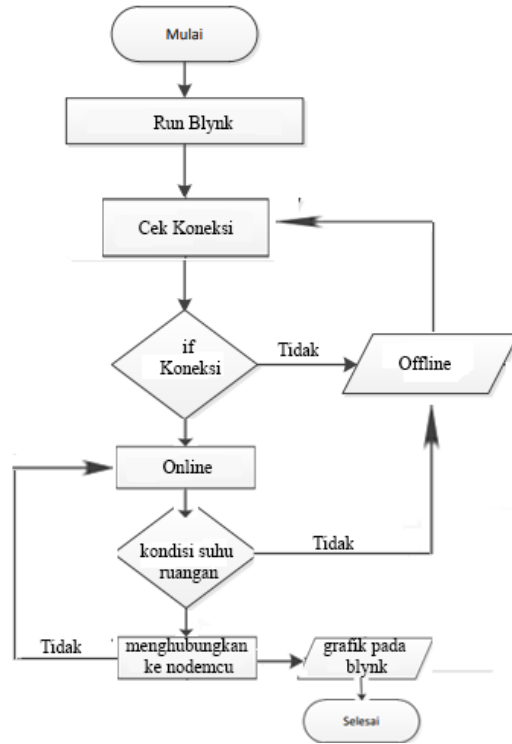 Mulai
Run Blynk
Cek Koneksi
if
Koneksi
Tidak
Offline
Online
kondisi suhu
ruangan
Tidak
Tidak
menghubungkan
ke nodemcu
grafik pada
blynk
Selesai